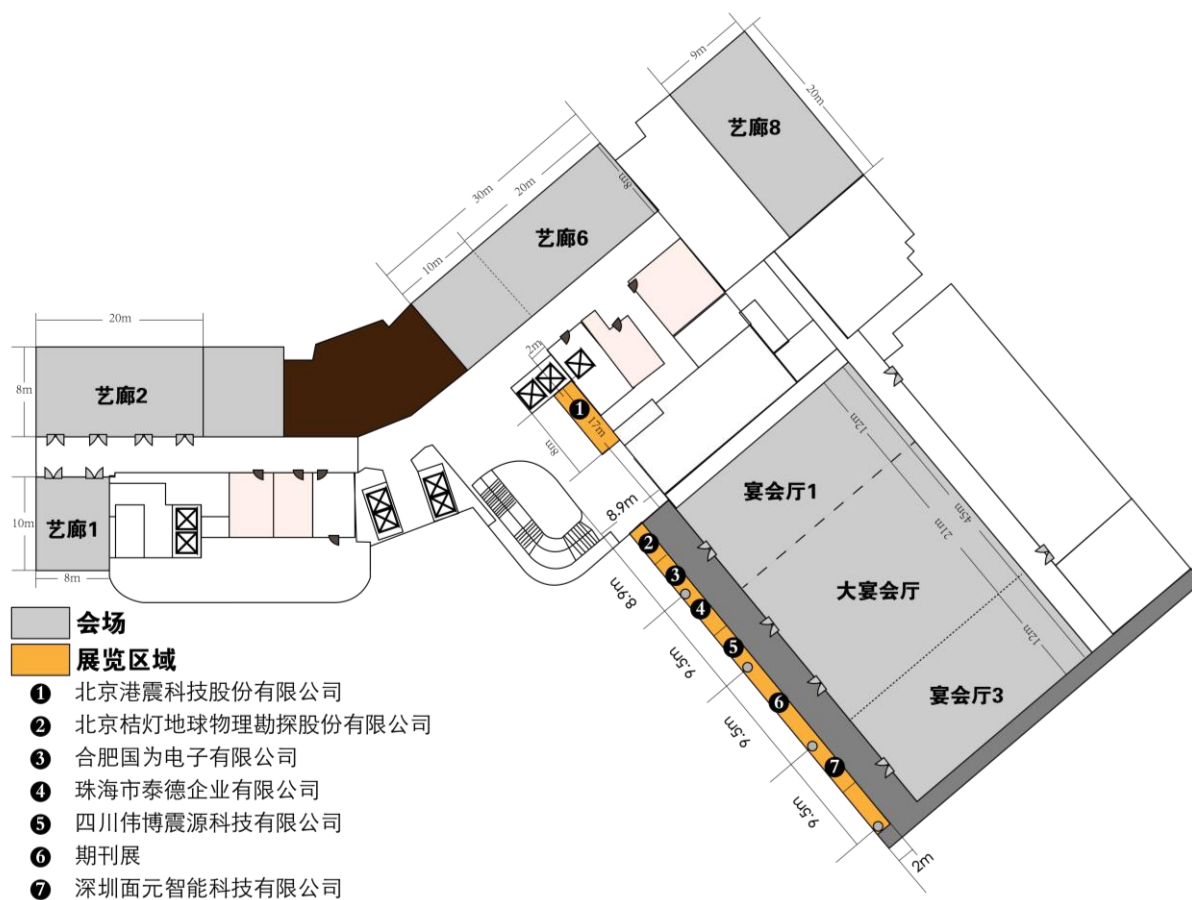 9m
20m
艺廊8
30m
20m
8m
10m
艺廊6
20m
8m
艺廊2
2m
1
17m
8m
10m
艺廊1
8m
8.9m
12m
宴会厅1
45m
21m
大宴会厅
12m
宴会厅3
2
3
4
5
6
7
8.9m
9.5m
9.5m
9.5m
2m
会场
展览区域
1 北京港震科技股份有限公司
2 北京桔灯地球物理勘探股份有限公司
3 合肥国为电子有限公司
4 珠海市泰德企业有限公司
5 四川伟博震源科技有限公司
6 期刊展
7 深圳面元智能科技有限公司